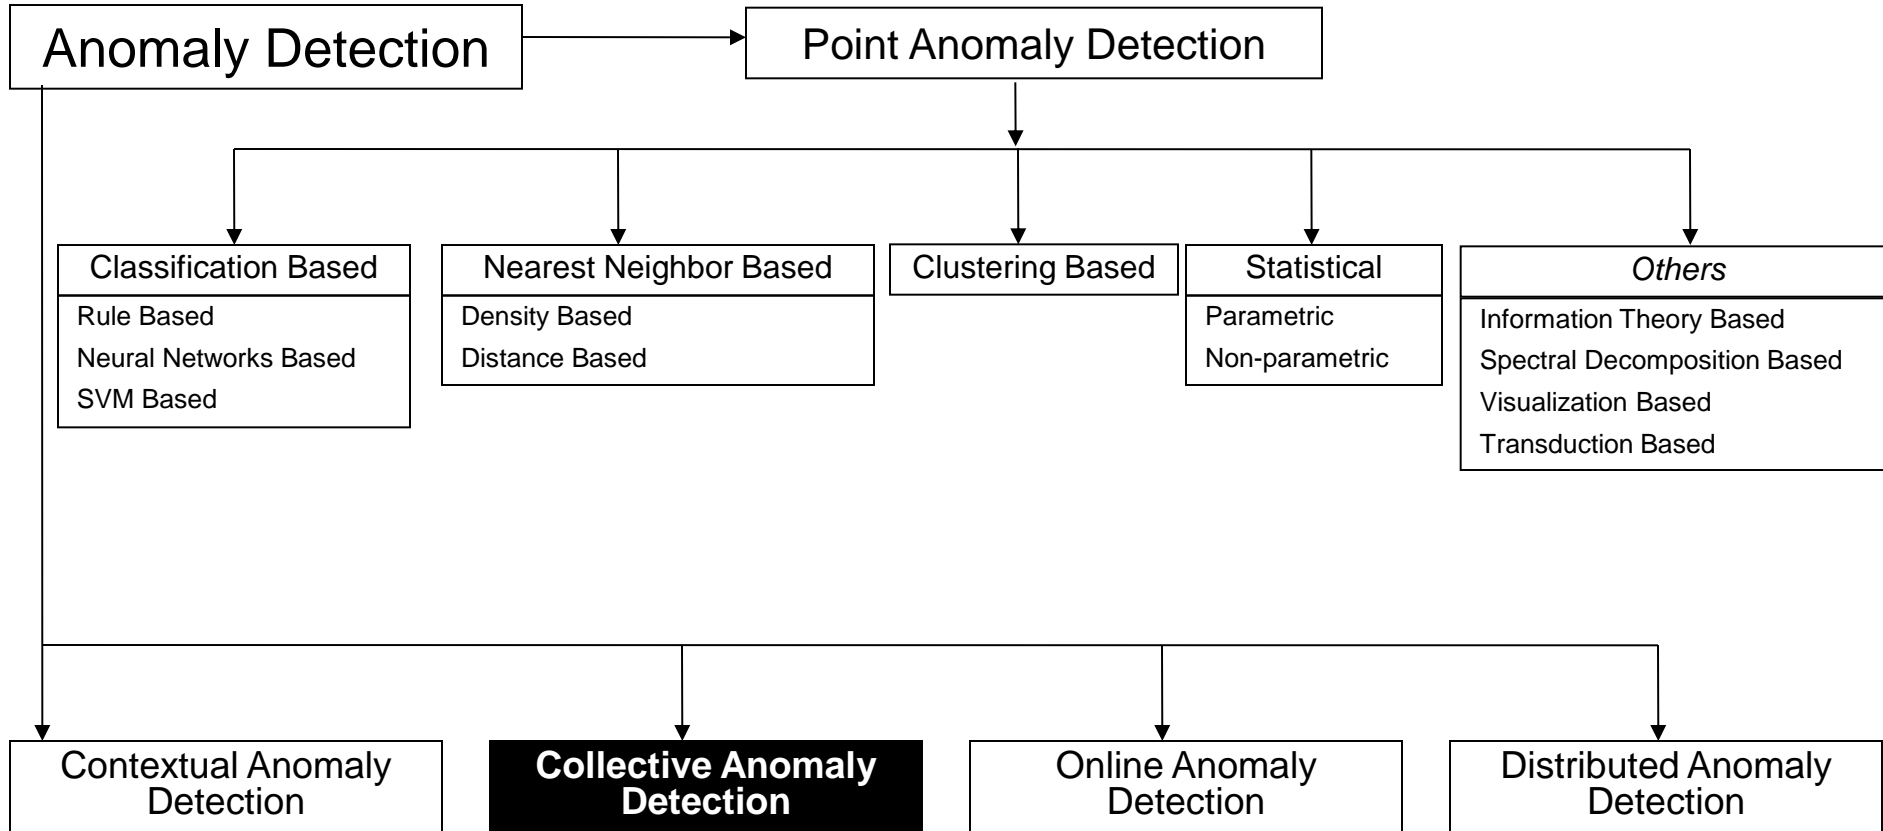 Anomaly Detection
Point Anomaly Detection
Classification Based
Rule Based
Neural Networks Based
SVM Based
Nearest Neighbor Based
Density Based
Distance Based
Clustering Based
Statistical
Parametric
Non-parametric
Others
Information Theory Based
Spectral Decomposition Based
Visualization Based
Transduction Based
Contextual Anomaly
Detection
Collective Anomaly
Detection
Online Anomaly
Detection
Distributed Anomaly
Detection